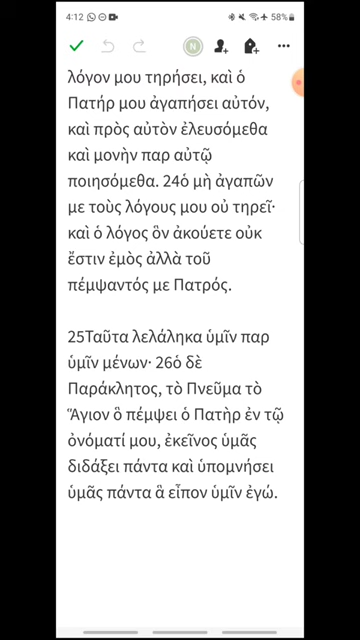 4:12
58%
N
λόγον μου τηρήσει, καὶ ὁ
Πατήρ μου ἀγαπήσει αὐτόν,
καὶ πρὸς αὐτὸν ἐλευσόμεθα
καὶ μονὴν παρ αὐτῷ
ποιησόμεθα. 24ὁ μὴ ἀγαπῶν
με τοὺς λόγους μου οὐ τηρεῖ·
καὶ ὁ λόγος ὃν ἀκούετε οὐκ
ἔστιν ἐμὸς ἀλλὰ τοῦ
πέμψαντός με Πατρός.
25Ταῦτα λελάληκα ὑμῖν παρ
ὑμῖν μένων· 26ὁ δὲ
Παράκλητος, τὸ Πνεῦμα τὸ
Ἅγιον ὃ πέμψει ὁ Πατὴρ ἐν τῷ
ὀνόματί μου, ἐκεῖνος ὑμᾶς
διδάξει πάντα καὶ ὑπομνήσει
ὑμᾶς πάντα ἃ εἶπον ὑμῖν ἐγώ.